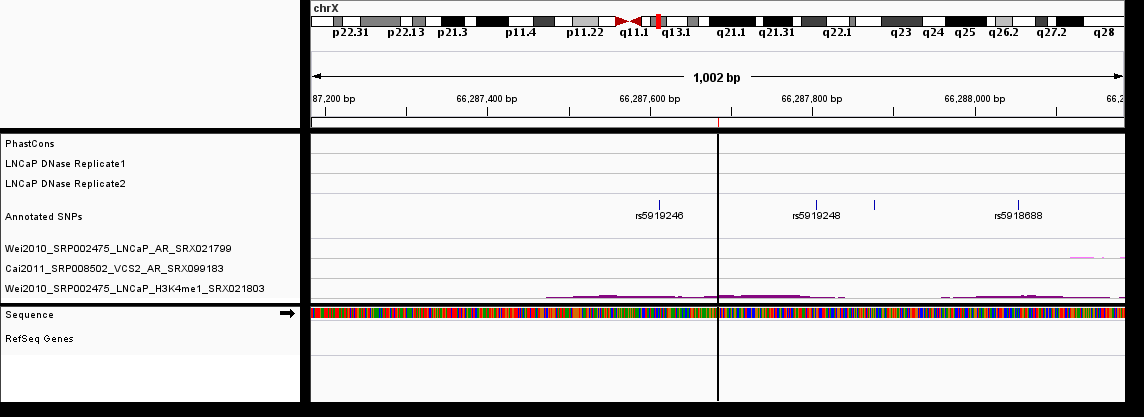 chrX
p22.31 p22.13 p21.3 p11.4 p11.22 q11.1 q13.1 q21.1 q21.31 q22.1 q23 q24 q25 q26.2 q27.2 q28
1,002 bp
87,200 bp 66,287,400 bp 66,287,600 bp 66,287,800 bp 66,288,000 bp 66,2
PhastCons
LNCaP DNase Replicate1
LNCaP DNase Replicate2
Annotated SNPs rs5919246 rs5919248 rs5918688
Wei2010_SRP002475_LNCaP_AR_SRX021799
Cai2011_SRP008502_VCS2_AR_SRX099183
Wei2010_SRP002475_LNCaP_H3K4me1_SRX021803
Sequence
RefSeq Genes